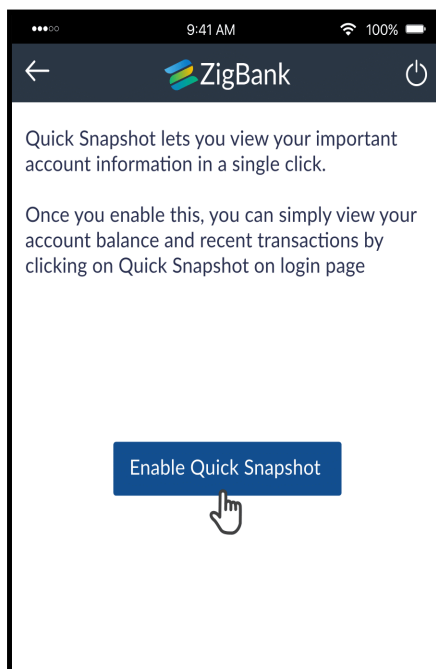 9:41 AM
100%
ZigBank
Quick Snapshot lets you view your important
account information in a single click.
Once you enable this, you can simply view your
account balance and recent transactions by
clicking on Quick Snapshot on login page
Enable Quick Snapshot